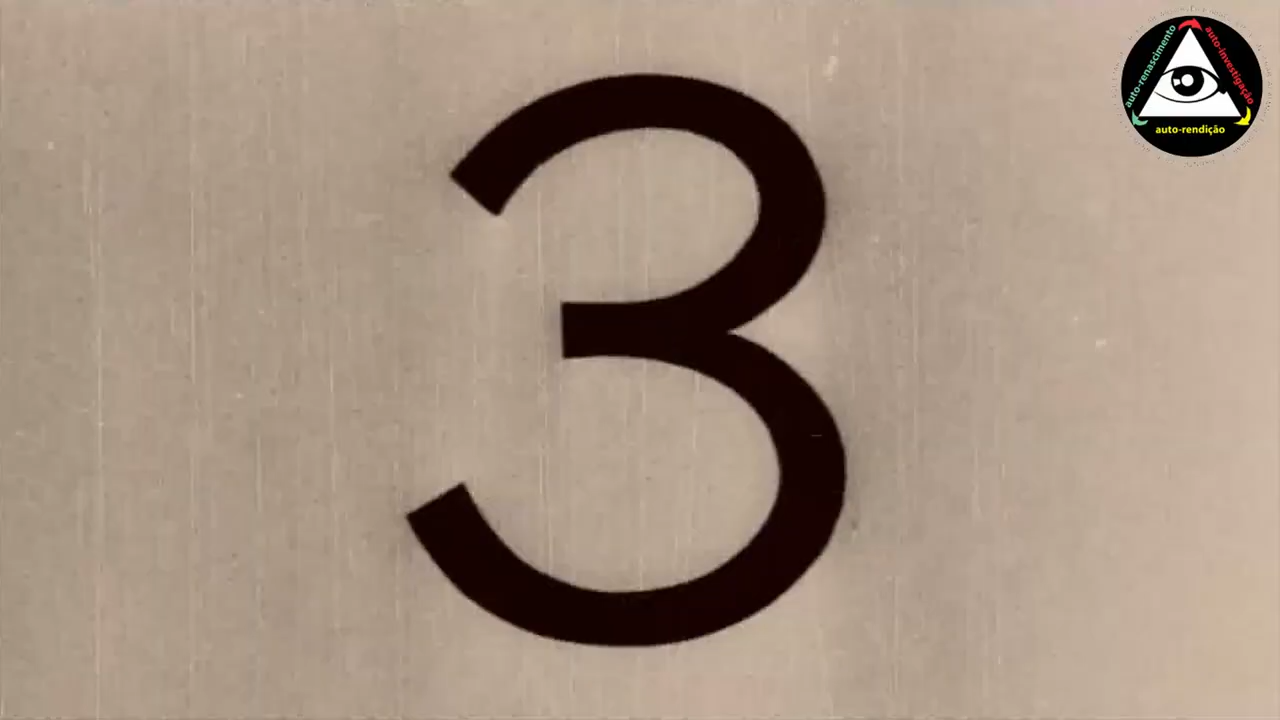 3
auto-renascimento
auto-investigação
auto-rendição